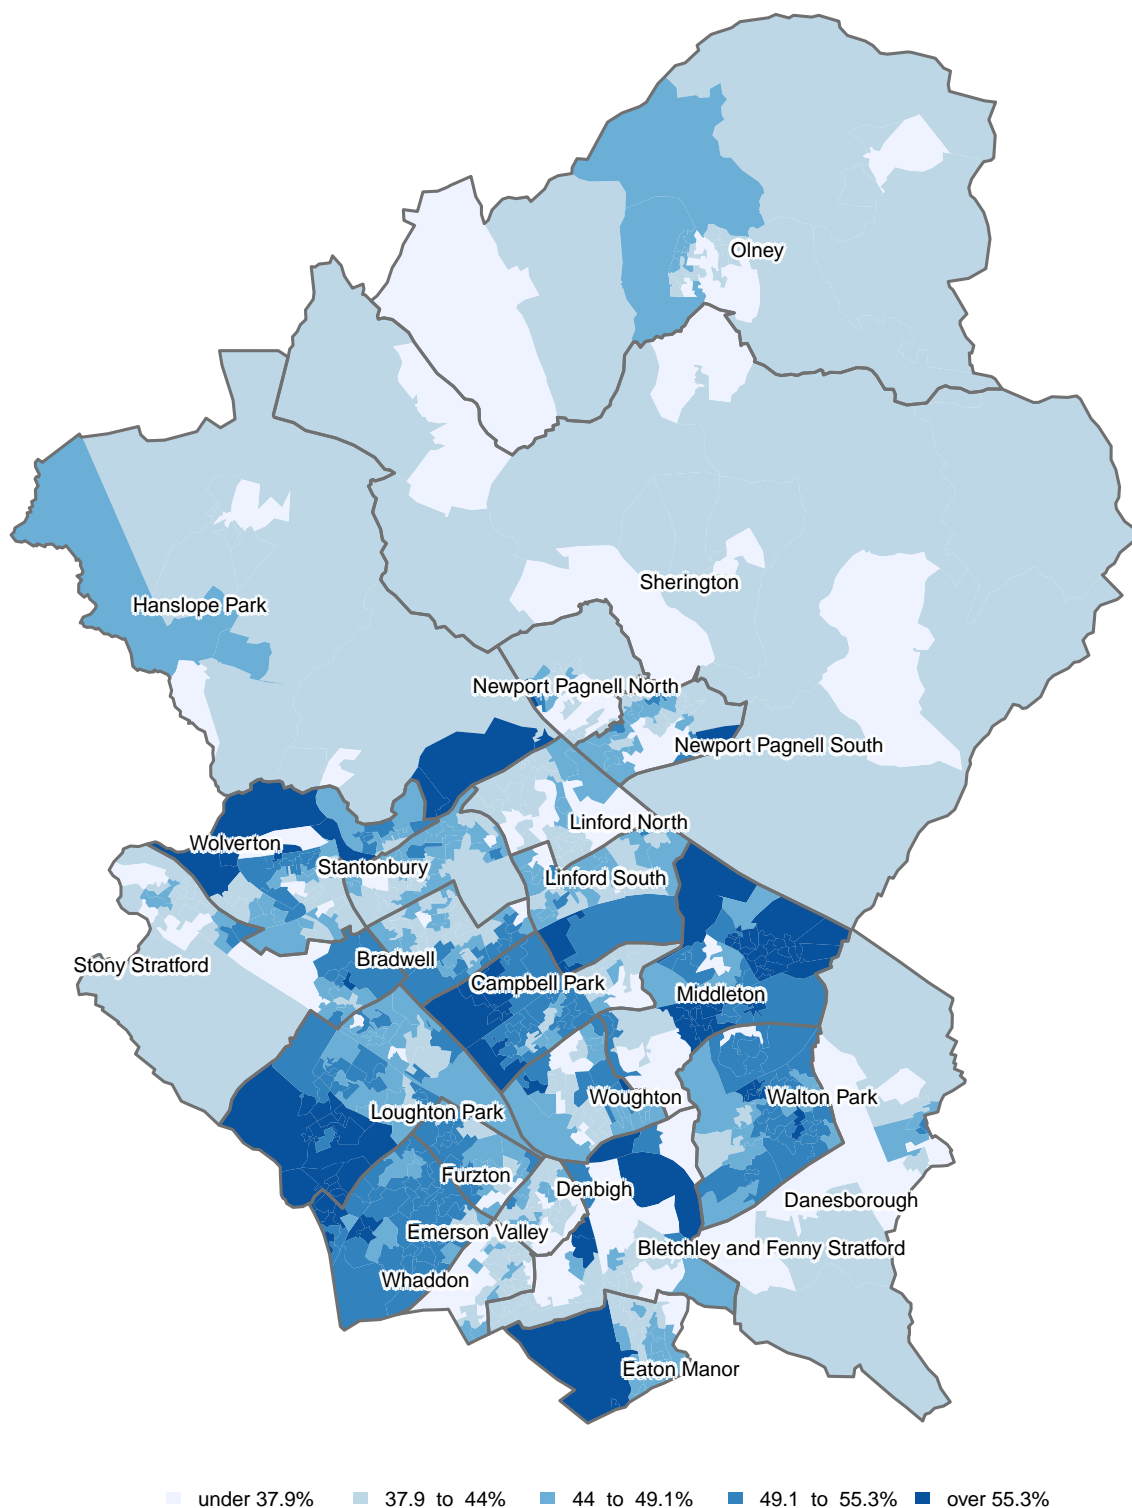 Olney
Sherington
Hanslope Park
Newport Pagnell North
Newport Pagnell South
Linford North
Wolverton
Stantonbury
Linford South
Bradwell
Stony Stratford
Campbell Park
Middleton
Woughton
Walton Park
Loughton Park
Furzton
Denbigh
Danesborough
Emerson Valley
Bletchley and Fenny Stratford
Whaddon
Eaton Manor
under 37.9% 37.9 to 44% 44 to 49.1% 49.1 to 55.3% over 55.3%